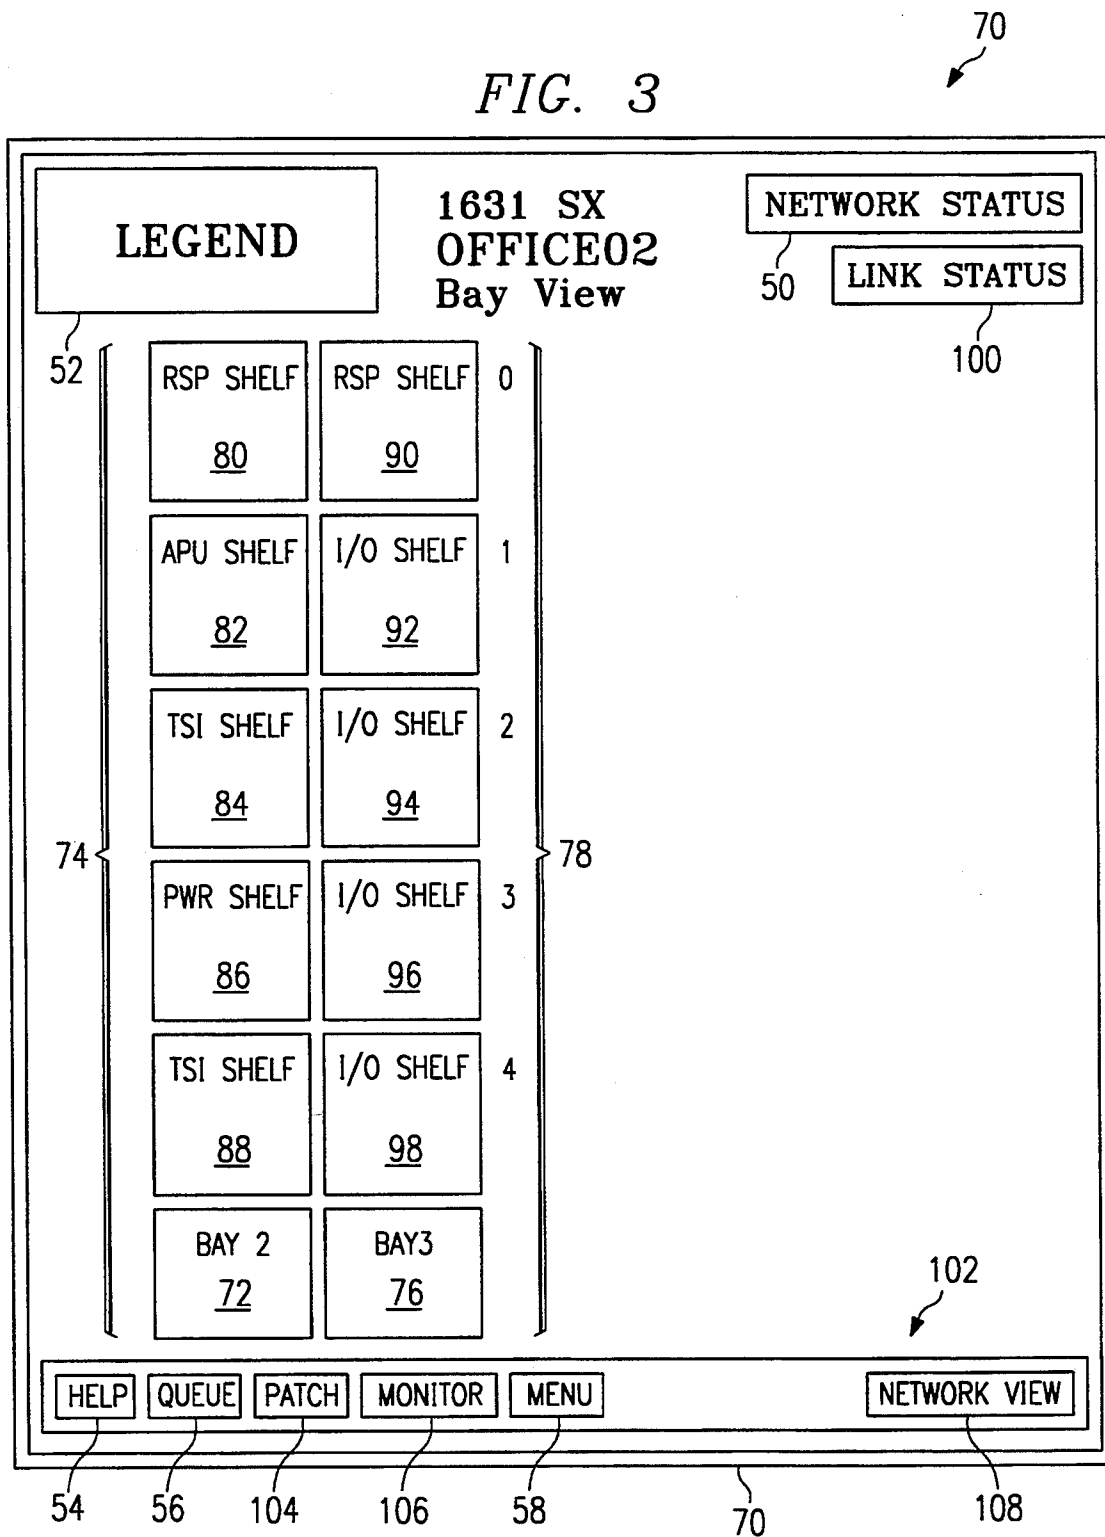 70
FIG. 3
LEGEND
1631 SX
OFFICE02
Bay View
NETWORK STATUS
50
LINK STATUS
100
52
RSP SHELF RSP SHELF 0
80 90
APU SHELF I/O SHELF 1
82 92
TSI SHELF I/O SHELF 2
84 94
74 78
PWR SHELF I/O SHELF 3
86 96
TSI SHELF I/O SHELF 4
88 98
BAY 2 BAY3
72 76
102
HELP QUEUE PATCH MONITOR MENU NETWORK VIEW
54 56 104 106 58 70 108